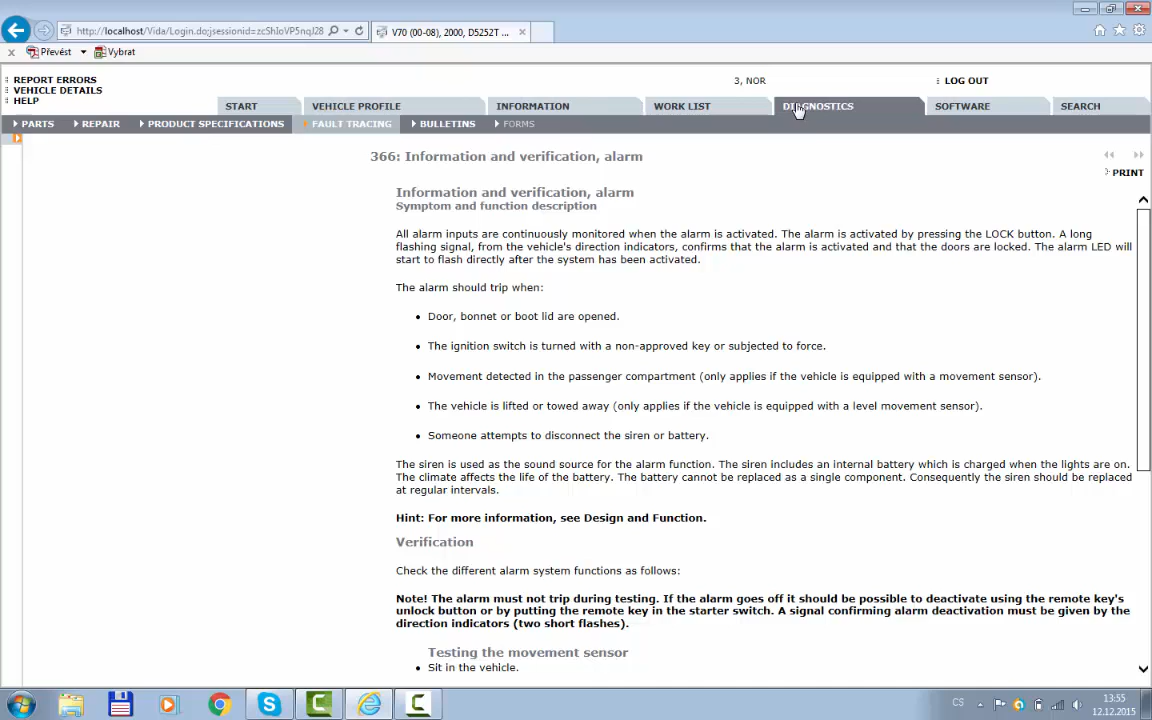 http://localhost/Vida/Login.do;jsessionid=zcShIoVP5nqJ28
V70 (00-08), 2000, D5252T ...
x Převést Vybrat
REPORT ERRORS
VEHICLE DETAILS
HELP
3, NOR
LOG OUT
START VEHICLE PROFILE INFORMATION WORK LIST DIAGNOSTICS SOFTWARE SEARCH
PARTS REPAIR PRODUCT SPECIFICATIONS FAULT TRACING BULLETINS FORMS
366: Information and verification, alarm
PRINT
Information and verification, alarm
Symptom and function description
All alarm inputs are continuously monitored when the alarm is activated. The alarm is activated by pressing the LOCK button. A long
flashing signal, from the vehicle's direction indicators, confirms that the alarm is activated and that the doors are locked. The alarm LED will
start to flash directly after the system has been activated.
The alarm should trip when:
• Door, bonnet or boot lid are opened.
• The ignition switch is turned with a non-approved key or subjected to force.
• Movement detected in the passenger compartment (only applies if the vehicle is equipped with a movement sensor).
• The vehicle is lifted or towed away (only applies if the vehicle is equipped with a level movement sensor).
• Someone attempts to disconnect the siren or battery.
The siren is used as the sound source for the alarm function. The siren includes an internal battery which is charged when the lights are on.
The climate affects the life of the battery. The battery cannot be replaced as a single component. Consequently the siren should be replaced
at regular intervals.
Hint: For more information, see Design and Function.
Verification
Check the different alarm system functions as follows:
Note! The alarm must not trip during testing. If the alarm goes off it should be possible to deactivate using the remote key's
unlock button or by putting the remote key in the starter switch. A signal confirming alarm deactivation must be given by the
direction indicators (two short flashes).
Testing the movement sensor
• Sit in the vehicle.
CS
13:55
12.12.2015